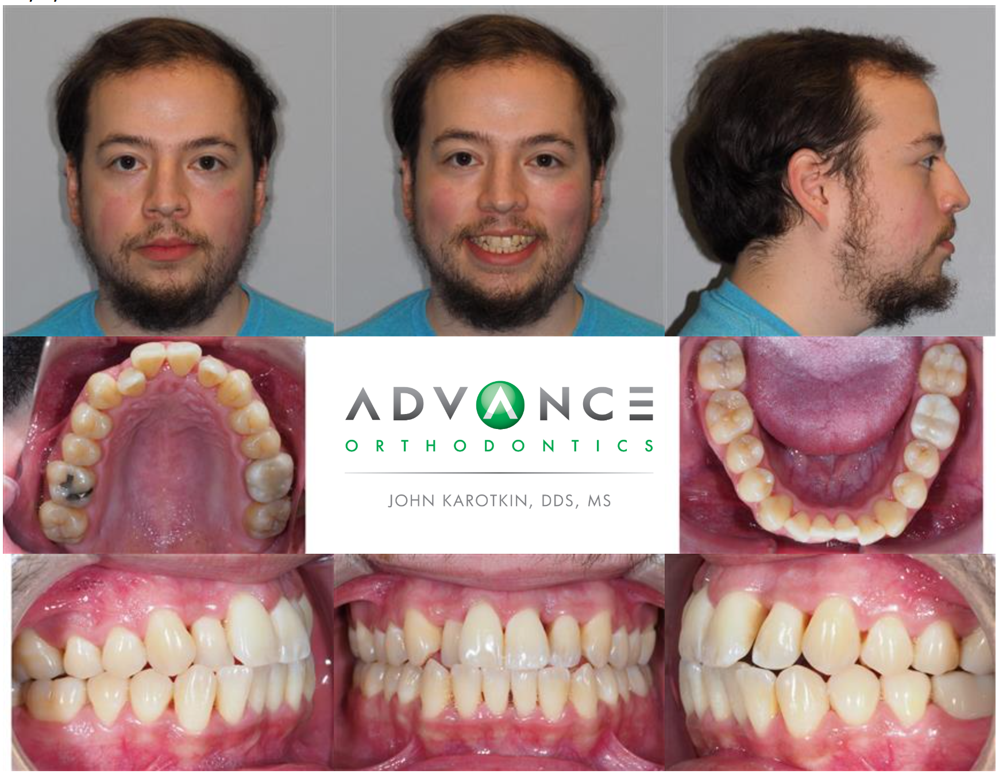 ADVANCE
ORTHODONTICS
JOHN KAROTKIN, DDS, MS